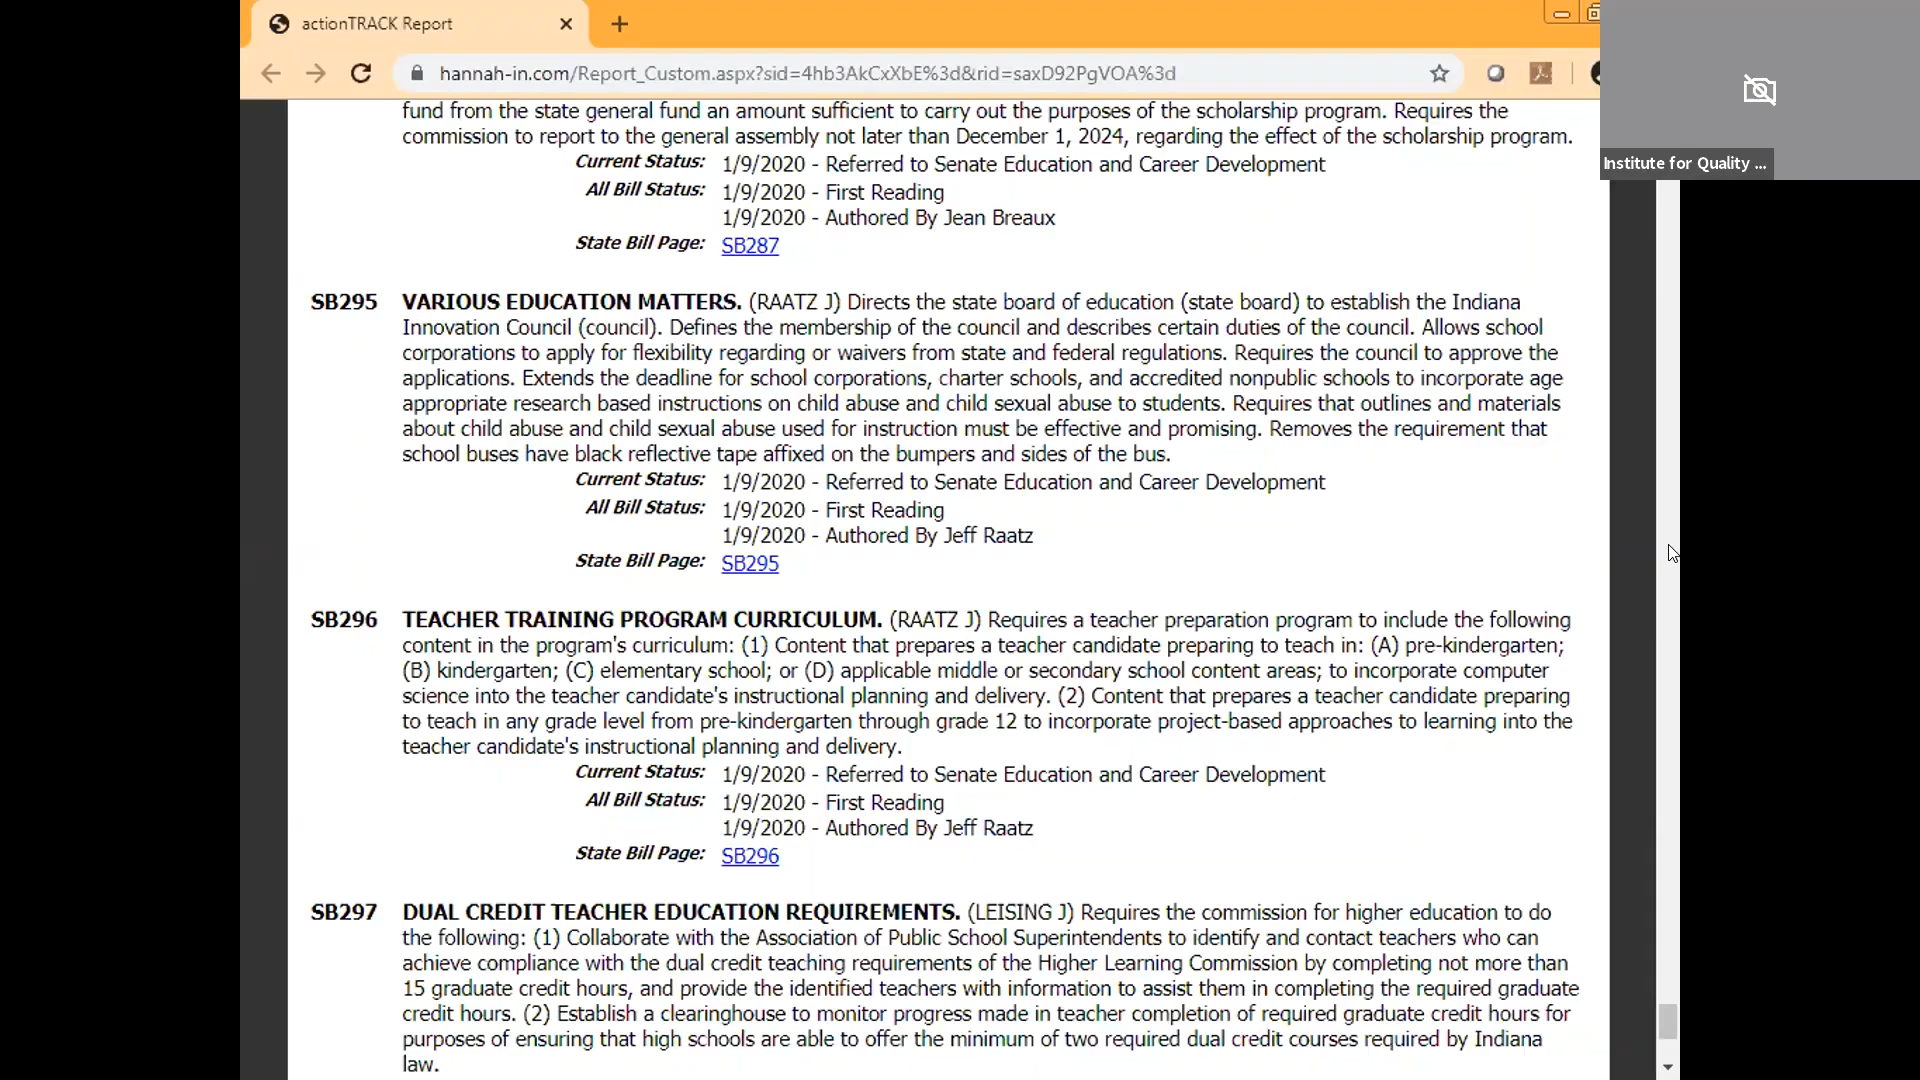 actionTRACK Report
hannah-in.com/Report_Custom.aspx?sid=4hb3AkCxXbE%3d&rid=saxD92PgVOA%3d
Institute for Quality ...
fund from the state general fund an amount sufficient to carry out the purposes of the scholarship program. Requires the
commission to report to the general assembly not later than December 1, 2024, regarding the effect of the scholarship program.
Current Status: 1/9/2020 - Referred to Senate Education and Career Development
All Bill Status: 1/9/2020 - First Reading
1/9/2020 - Authored By Jean Breaux
State Bill Page: SB287
SB295 VARIOUS EDUCATION MATTERS. (RAATZ J) Directs the state board of education (state board) to establish the Indiana
Innovation Council (council). Defines the membership of the council and describes certain duties of the council. Allows school
corporations to apply for flexibility regarding or waivers from state and federal regulations. Requires the council to approve the
applications. Extends the deadline for school corporations, charter schools, and accredited nonpublic schools to incorporate age
appropriate research based instructions on child abuse and child sexual abuse to students. Requires that outlines and materials
about child abuse and child sexual abuse used for instruction must be effective and promising. Removes the requirement that
school buses have black reflective tape affixed on the bumpers and sides of the bus.
Current Status: 1/9/2020 - Referred to Senate Education and Career Development
All Bill Status: 1/9/2020 - First Reading
1/9/2020 - Authored By Jeff Raatz
State Bill Page: SB295
SB296 TEACHER TRAINING PROGRAM CURRICULUM. (RAATZ J) Requires a teacher preparation program to include the following
content in the program's curriculum: (1) Content that prepares a teacher candidate preparing to teach in: (A) pre-kindergarten;
(B) kindergarten; (C) elementary school; or (D) applicable middle or secondary school content areas; to incorporate computer
science into the teacher candidate's instructional planning and delivery. (2) Content that prepares a teacher candidate preparing
to teach in any grade level from pre-kindergarten through grade 12 to incorporate project-based approaches to learning into the
teacher candidate's instructional planning and delivery.
Current Status: 1/9/2020 - Referred to Senate Education and Career Development
All Bill Status: 1/9/2020 - First Reading
1/9/2020 - Authored By Jeff Raatz
State Bill Page: SB296
SB297 DUAL CREDIT TEACHER EDUCATION REQUIREMENTS. (LEISING J) Requires the commission for higher education to do
the following: (1) Collaborate with the Association of Public School Superintendents to identify and contact teachers who can
achieve compliance with the dual credit teaching requirements of the Higher Learning Commission by completing not more than
15 graduate credit hours, and provide the identified teachers with information to assist them in completing the required graduate
credit hours. (2) Establish a clearinghouse to monitor progress made in teacher completion of required graduate credit hours for
purposes of ensuring that high schools are able to offer the minimum of two required dual credit courses required by Indiana
law.